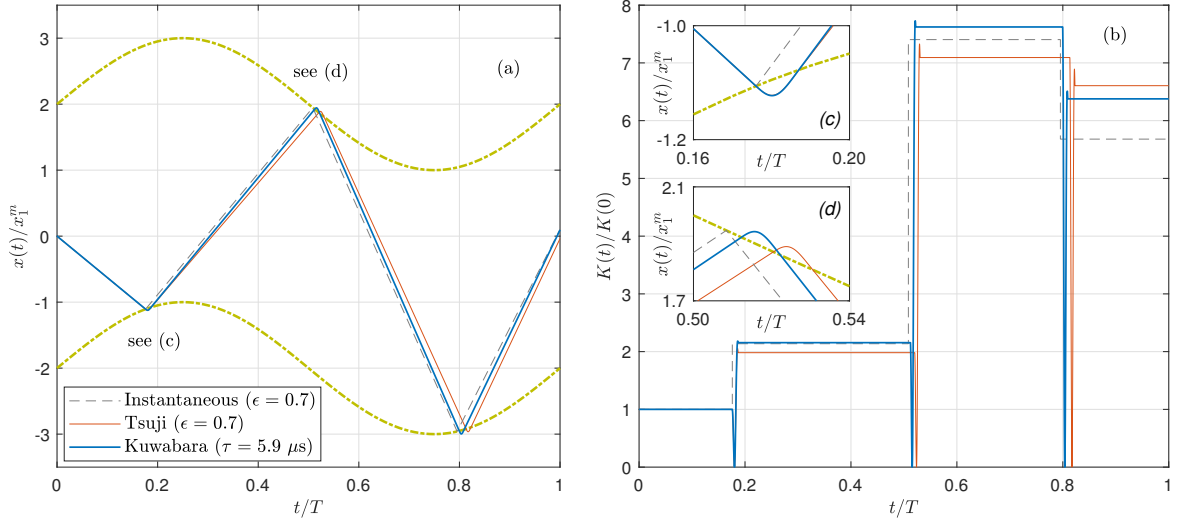 3
2
1
0
-1
-2
-3
x(t)/x₁ᵐ
(a)
see (d)
see (c)
Instantaneous (ϵ = 0.7)
Tsuji (ϵ = 0.7)
Kuwabara (τ = 5.9 μs)
0
0.2
0.4
0.6
0.8
1
t/T
8
7
6
5
4
3
2
1
0
K(t)/K(0)
(b)
-1.0
-1.2
x(t)/x₁ᵐ
(c)
0.16
0.20
t/T
2.1
1.7
x(t)/x₁ᵐ
(d)
0.50
0.54
t/T
0
0.2
0.4
0.6
0.8
1
t/T